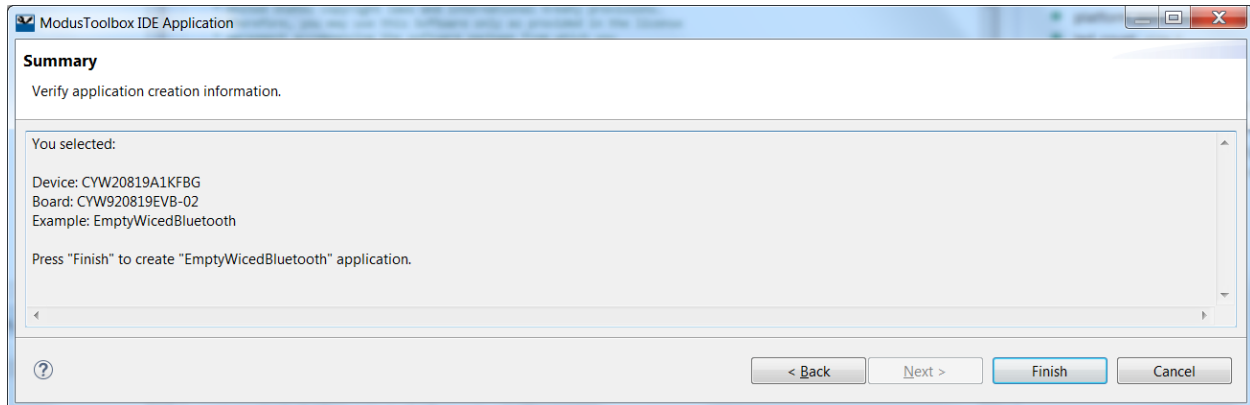 ModusToolbox IDE Application
Summary
Verify application creation information.
You selected:
Device: CYW20819A1KFBG
Board: CYW920819EVB-02
Example: EmptyWicedBluetooth
Press "Finish" to create "EmptyWicedBluetooth" application.
< Back Next > Finish Cancel